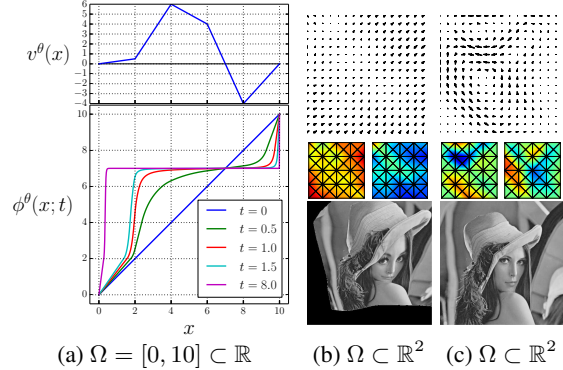 6
5
4
3
2
1
0
−1
−2
−3
−4
v^θ(x)
10
8
6
4
2
0
φ^θ(x; t)
t = 0
t = 0.5
t = 1.0
t = 1.5
t = 8.0
0 2 4 6 8 10
x
(a) Ω = [0, 10] ⊂ ℝ
(b) Ω ⊂ ℝ²
(c) Ω ⊂ ℝ²